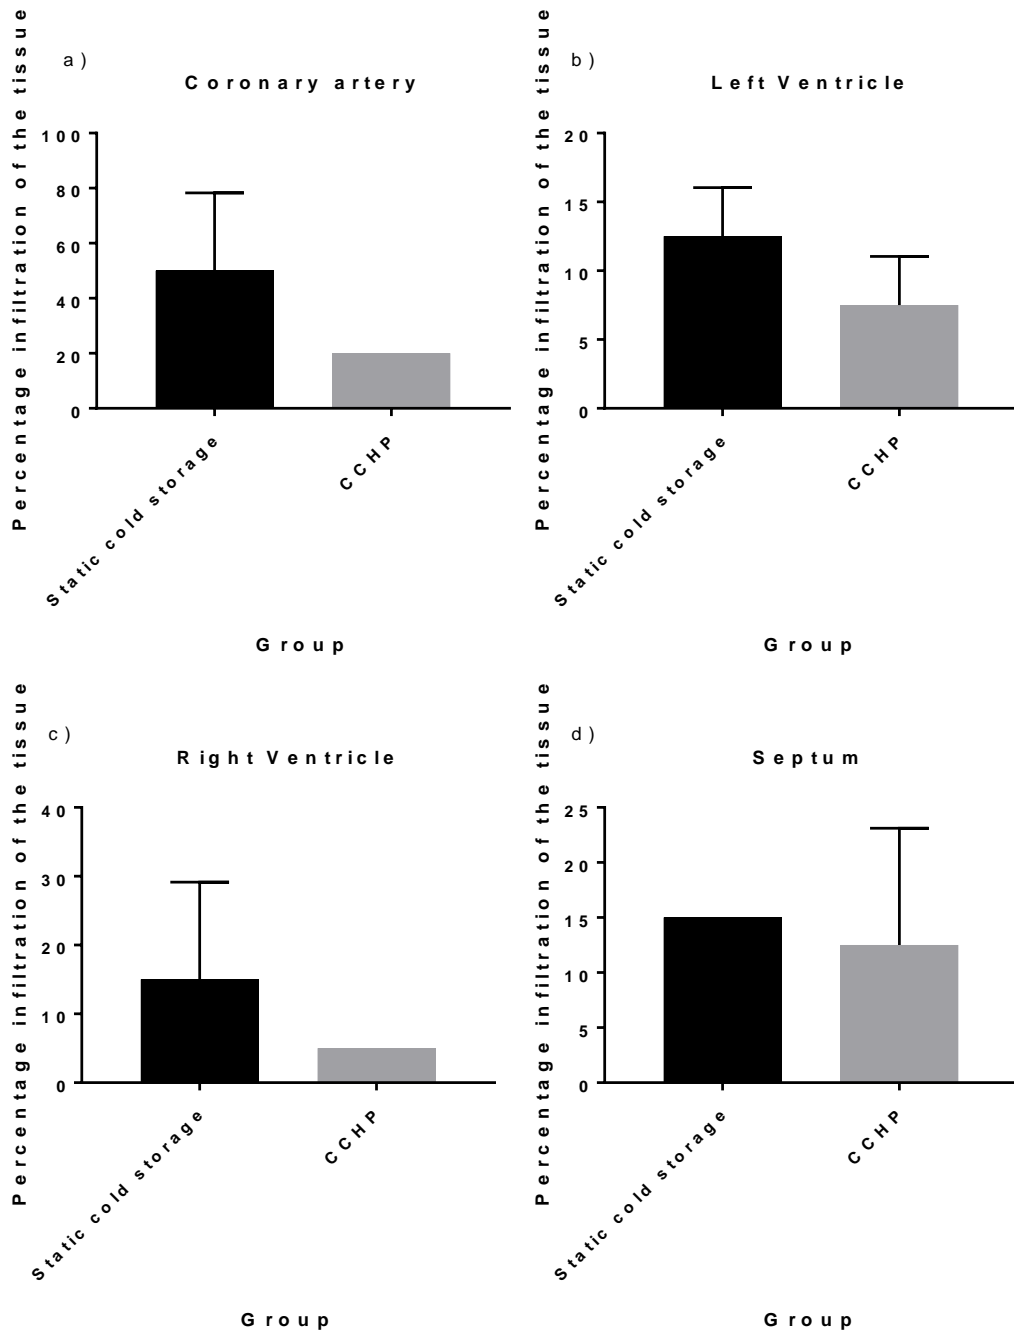 a)
Coronary artery
Percentage infiltration of the tissue
100
80
60
40
20
0
Static cold storage
CCHP
Group
b)
Left Ventricle
Percentage infiltration of the tissue
20
15
10
5
0
Static cold storage
CCHP
Group
c)
Right Ventricle
Percentage infiltration of the tissue
40
30
20
10
0
Static cold storage
CCHP
Group
d)
Septum
Percentage infiltration of the tissue
25
20
15
10
5
0
Static cold storage
CCHP
Group